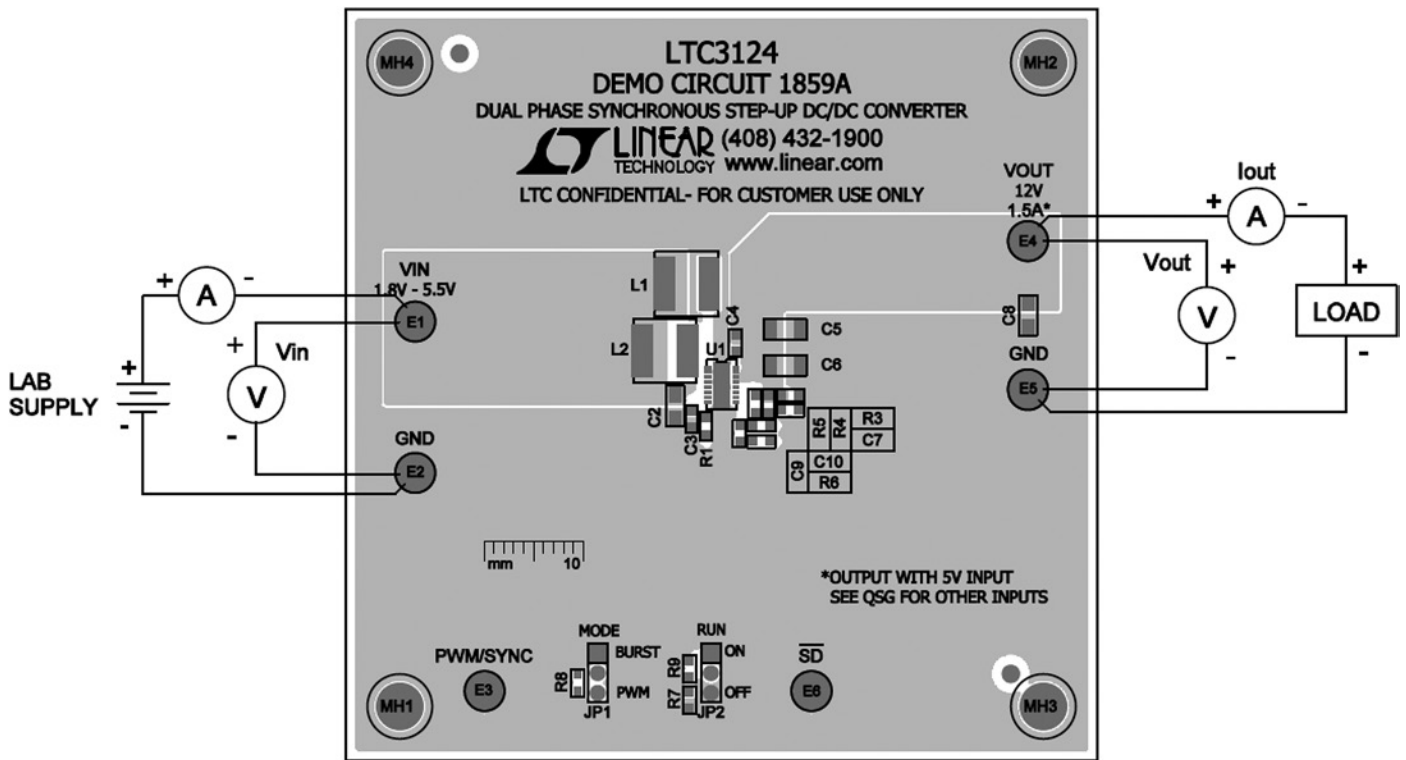 LTC3124
DEMO CIRCUIT 1859A
DUAL PHASE SYNCHRONOUS STEP-UP DC/DC CONVERTER
LINEAR
TECHNOLOGY
(408) 432-1900
www.linear.com
LTC CONFIDENTIAL- FOR CUSTOMER USE ONLY
MH4
MH2
VOUT
12V
1.5A*
E4
Iout
+ A -
Vout
+
V
-
+
LOAD
-
VIN
1.8V - 5.5V
E1
+ A -
+ Vin
V
-
LAB
SUPPLY
+
-
GND
E2
L1
L2
C4
U1
C5
C6
C8
GND
E5
C2
C3
R1
R5
R4
R3
C7
C9
C10
R6
mm 10
*OUTPUT WITH 5V INPUT
SEE QSG FOR OTHER INPUTS
PWM/SYNC
E3
MODE
BURST
R8
PWM
JP1
RUN
ON
R9
R7
OFF
JP2
SD
E6
MH1
MH3